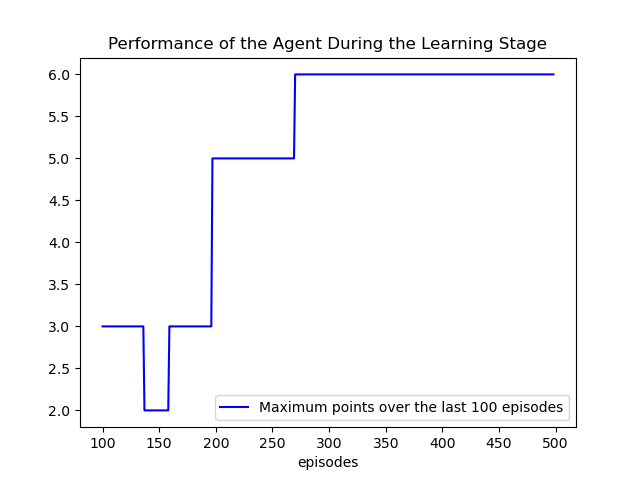 Performance of the Agent During the Learning Stage
6.0
5.5
5.0
4.5
4.0
3.5
3.0
2.5
2.0
Maximum points over the last 100 episodes
100 150 200 250 300 350 400 450 500
episodes